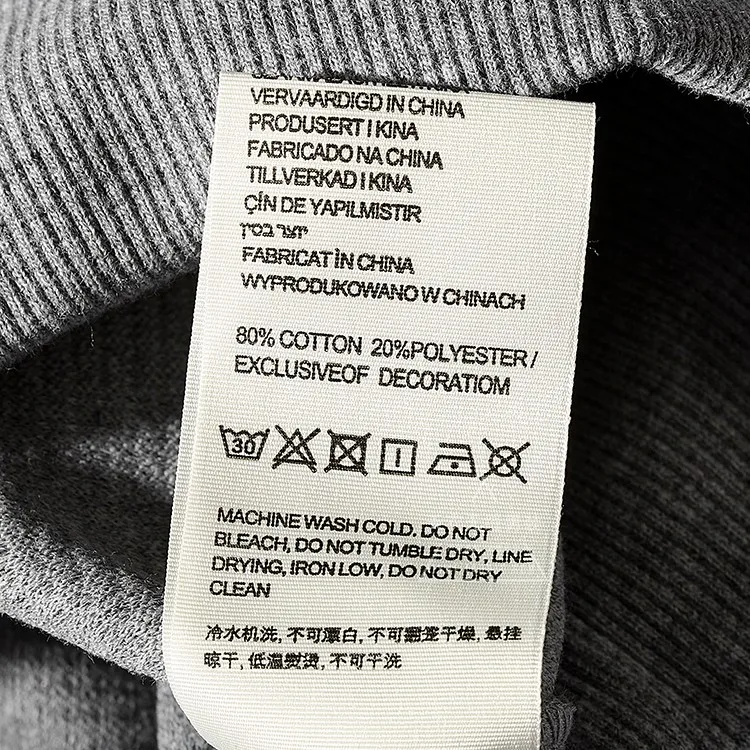 VERVAARDIGD IN CHINA
PRODUSERT I KINA
FABRICADO NA CHINA
TILLVERKAD I KINA
ÇÍN DE YAPILMISTIR
יוצר בסין
FABRICAT ÎN CHINA
WYPRODUKOWANO W CHINACH
80% COTTON 20%POLYESTER /
EXCLUSIVEOF DECORATIOM
30
MACHINE WASH COLD. DO NOT
BLEACH, DO NOT TUMBLE DRY, LINE
DRYING, IRON LOW, DO NOT DRY
CLEAN
冷水机洗, 不可漂白, 不可翻笼干燥, 悬挂
晾干, 低温熨烫, 不可干洗